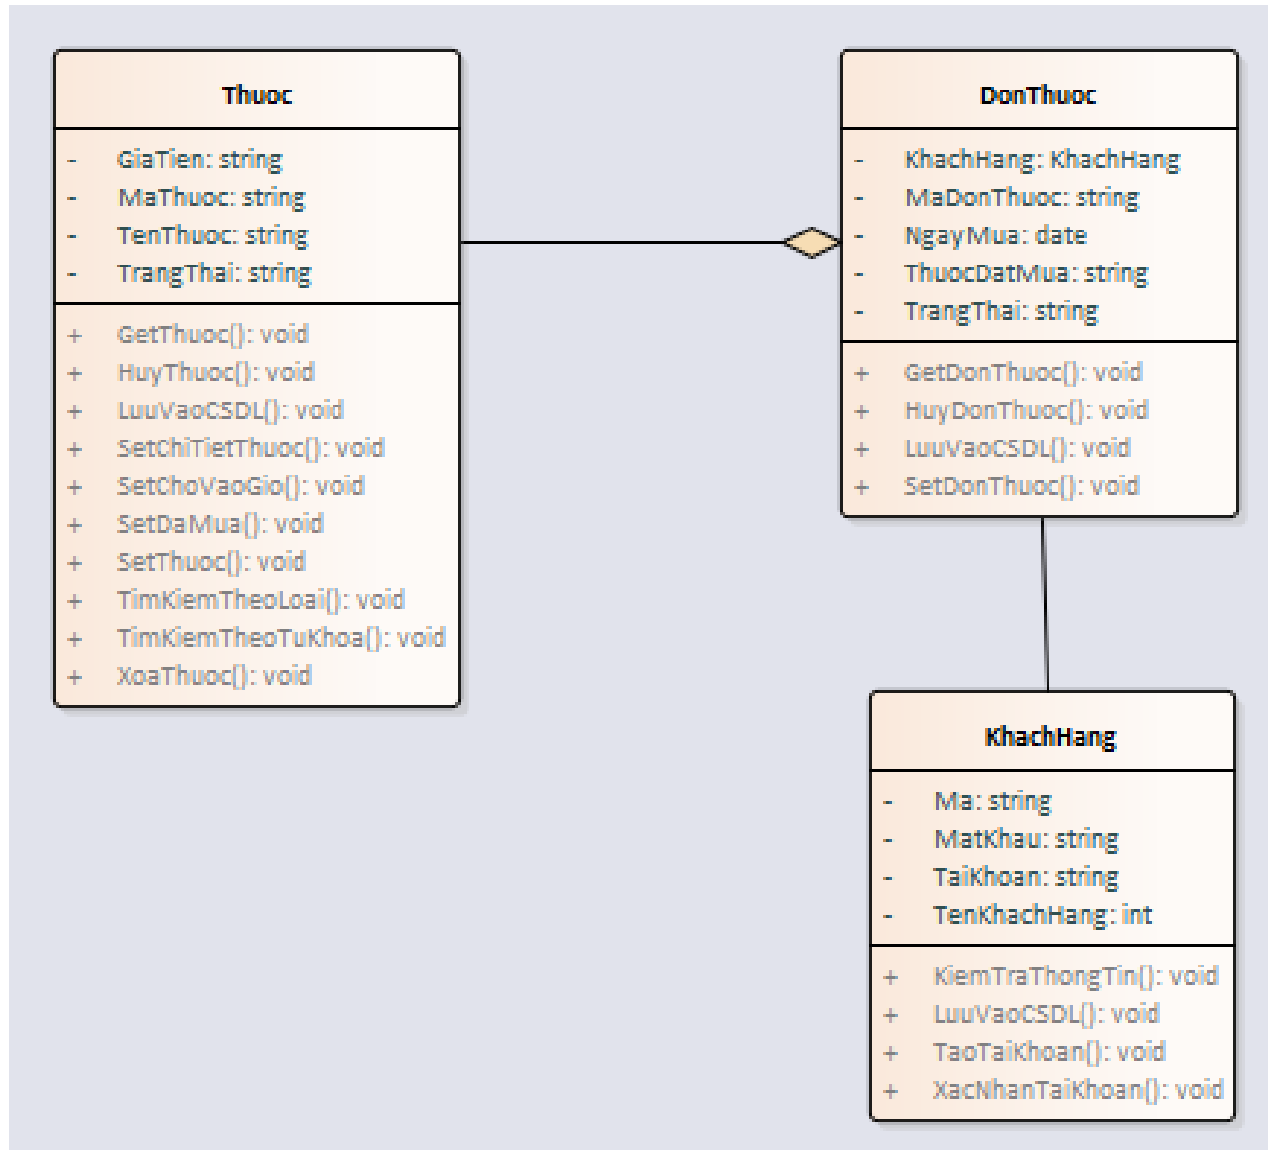 Thuoc
- GiaTien: string
- MaThuoc: string
- TenThuoc: string
- TrangThai: string
+ GetThuoc(): void
+ HuyThuoc(): void
+ LuuVaoCSDL(): void
+ SetChiTietThuoc(): void
+ SetChoVaoGio(): void
+ SetDaMua(): void
+ SetThuoc(): void
+ TimKiemTheoLoai(): void
+ TimKiemTheoTuKhoa(): void
+ XoaThuoc(): void
DonThuoc
- KhachHang: KhachHang
- MaDonThuoc: string
- NgayMua: date
- ThuocDatMua: string
- TrangThai: string
+ GetDonThuoc(): void
+ HuyDonThuoc(): void
+ LuuVaoCSDL(): void
+ SetDonThuoc(): void
KhachHang
- Ma: string
- MatKhau: string
- TaiKhoan: string
- TenKhachHang: int
+ KiemTraThongTin(): void
+ LuuVaoCSDL(): void
+ TaoTaiKhoan(): void
+ XacNhanTaiKhoan(): void